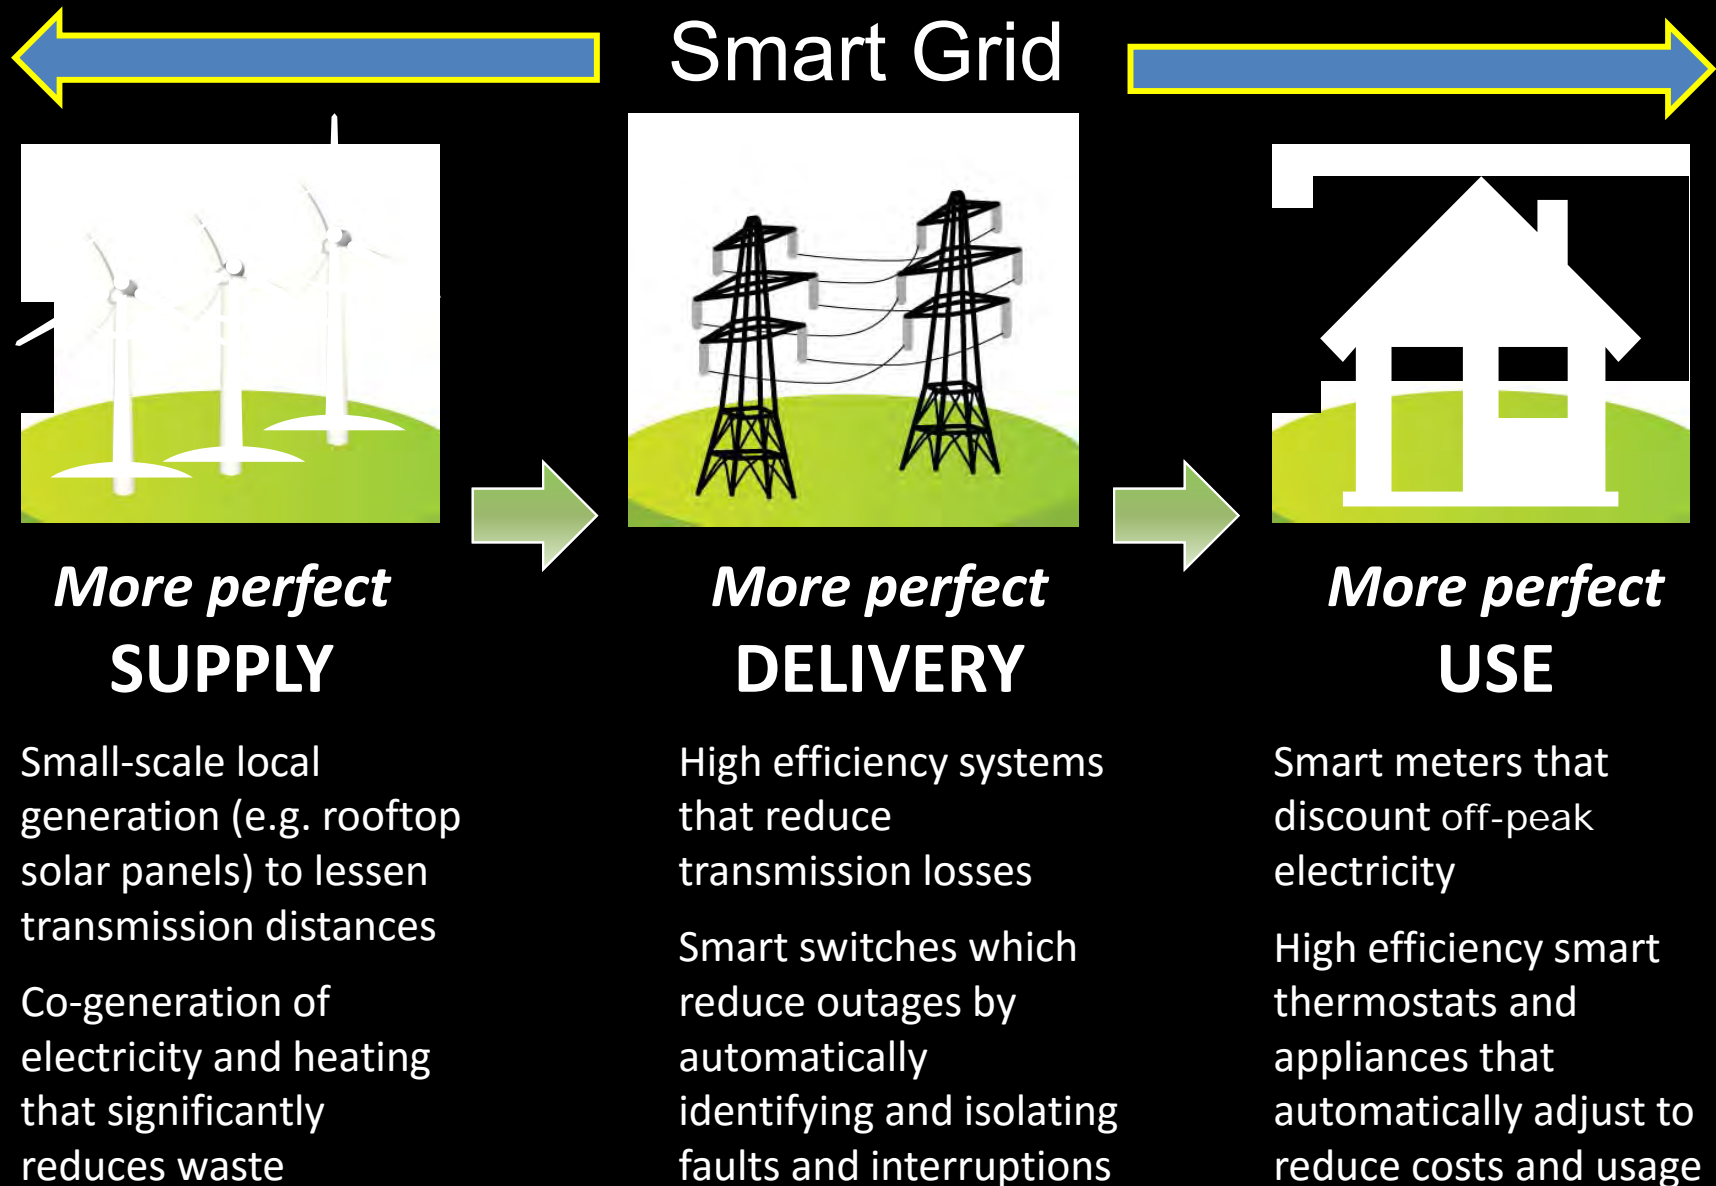 Smart Grid
More perfect
SUPPLY
Small-scale local
generation (e.g. rooftop
solar panels) to lessen
transmission distances
Co-generation of
electricity and heating
that significantly
reduces waste
More perfect
DELIVERY
High efficiency systems
that reduce
transmission losses
Smart switches which
reduce outages by
automatically
identifying and isolating
faults and interruptions
More perfect
USE
Smart meters that
discount off-peak
electricity
High efficiency smart
thermostats and
appliances that
automatically adjust to
reduce costs and usage